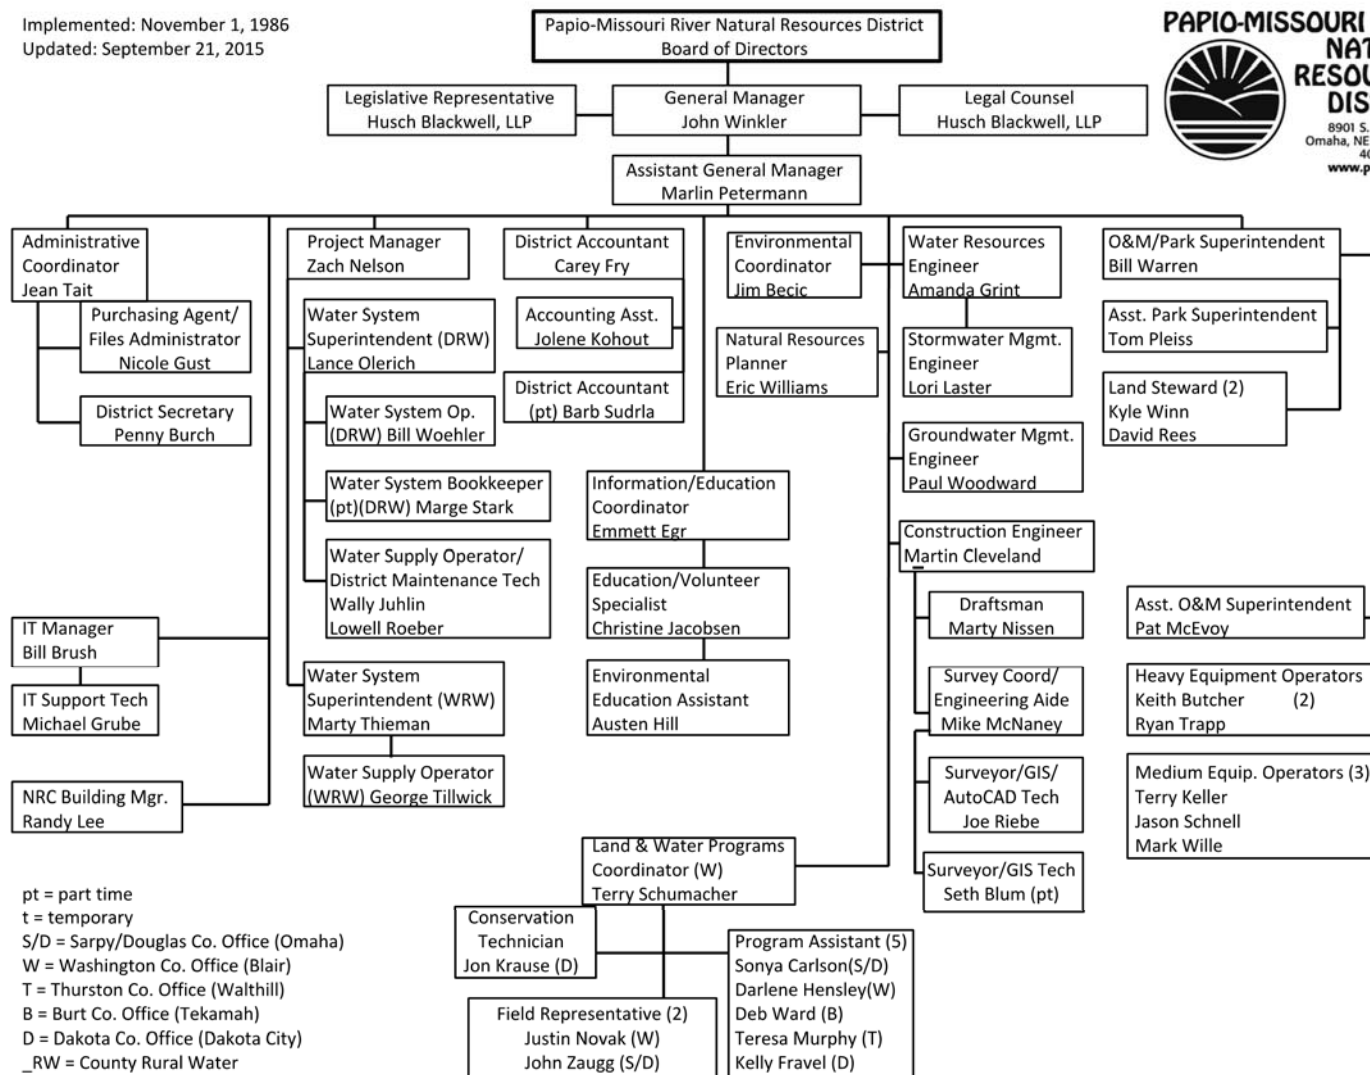 Implemented: November 1, 1986
Updated: September 21, 2015
Papio-Missouri River Natural Resources District
Board of Directors
PAPIO-MISSOURI
NAT
RESOU
DIS
8901 S.
Omaha, NE
40
www.p
Legislative Representative
Husch Blackwell, LLP
General Manager
John Winkler
Legal Counsel
Husch Blackwell, LLP
Assistant General Manager
Marlin Petermann
Administrative
Coordinator
Jean Tait
Purchasing Agent/
Files Administrator
Nicole Gust
District Secretary
Penny Burch
IT Manager
Bill Brush
IT Support Tech
Michael Grube
NRC Building Mgr.
Randy Lee
Project Manager
Zach Nelson
Water System
Superintendent (DRW)
Lance Olerich
Water System Op.
(DRW) Bill Woehler
Water System Bookkeeper
(pt)(DRW) Marge Stark
Water Supply Operator/
District Maintenance Tech
Wally Juhlin
Lowell Roeber
Water System
Superintendent (WRW)
Marty Thieman
Water Supply Operator
(WRW) George Tillwick
District Accountant
Carey Fry
Accounting Asst.
Jolene Kohout
District Accountant
(pt) Barb Sudrla
Information/Education
Coordinator
Emmett Egr
Education/Volunteer
Specialist
Christine Jacobsen
Environmental
Education Assistant
Austen Hill
Environmental
Coordinator
Jim Becic
Natural Resources
Planner
Eric Williams
Water Resources
Engineer
Amanda Grint
Stormwater Mgmt.
Engineer
Lori Laster
Groundwater Mgmt.
Engineer
Paul Woodward
Construction Engineer
Martin Cleveland
Draftsman
Marty Nissen
Survey Coord/
Engineering Aide
Mike McNaney
Surveyor/GIS/
AutoCAD Tech
Joe Riebe
Surveyor/GIS Tech
Seth Blum (pt)
O&M/Park Superintendent
Bill Warren
Asst. Park Superintendent
Tom Pleiss
Land Steward (2)
Kyle Winn
David Rees
Asst. O&M Superintendent
Pat McEvoy
Heavy Equipment Operators
Keith Butcher (2)
Ryan Trapp
Medium Equip. Operators (3)
Terry Keller
Jason Schnell
Mark Wille
Land & Water Programs
Coordinator (W)
Terry Schumacher
Conservation
Technician
Jon Krause (D)
Field Representative (2)
Justin Novak (W)
John Zaugg (S/D)
Program Assistant (5)
Sonya Carlson(S/D)
Darlene Hensley(W)
Deb Ward (B)
Teresa Murphy (T)
Kelly Fravel (D)
pt = part time
t = temporary
S/D = Sarpy/Douglas Co. Office (Omaha)
W = Washington Co. Office (Blair)
T = Thurston Co. Office (Walthill)
B = Burt Co. Office (Tekamah)
D = Dakota Co. Office (Dakota City)
_RW = County Rural Water